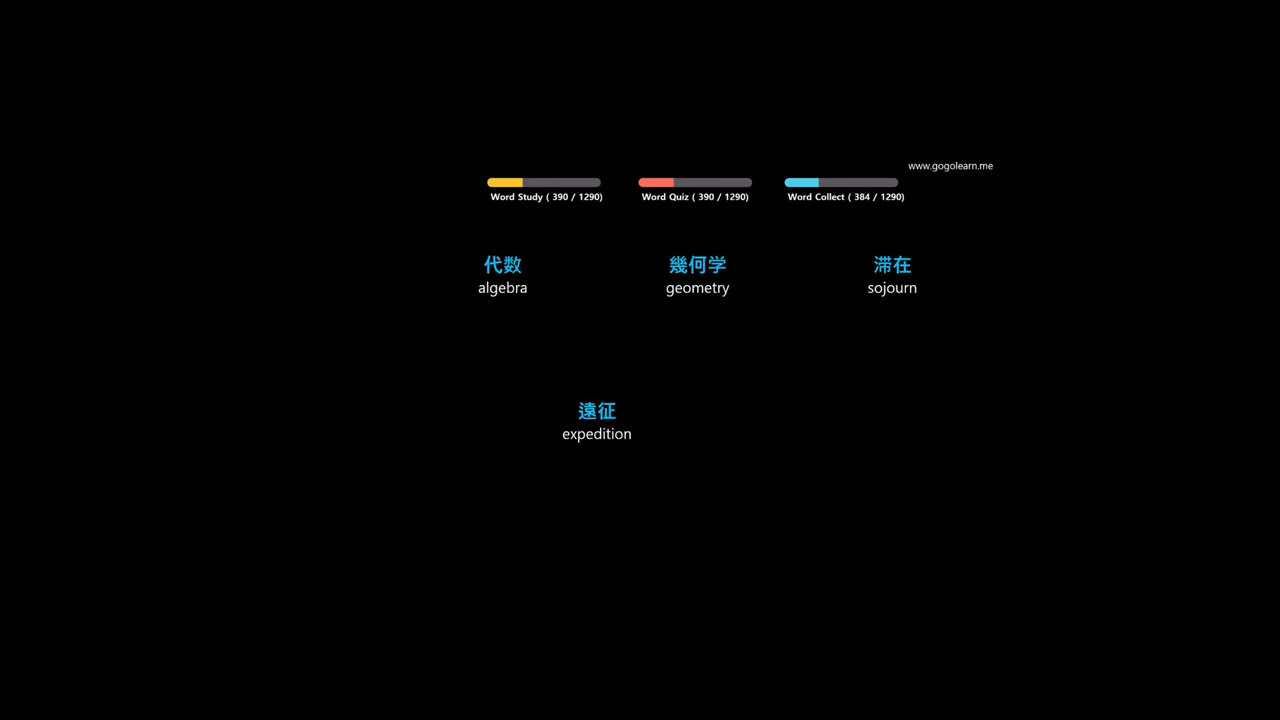 www.gogolearn.me
Word Study ( 390 / 1290)
Word Quiz ( 390 / 1290)
Word Collect ( 384 / 1290)
代数
algebra
幾何学
geometry
滞在
sojourn
遠征
expedition